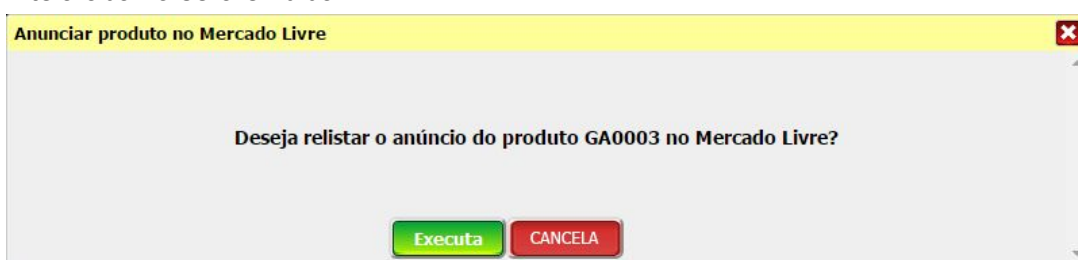 Anunciar produto no Mercado Livre
Deseja relistar o anúncio do produto GA0003 no Mercado Livre?
Executa CANCELA